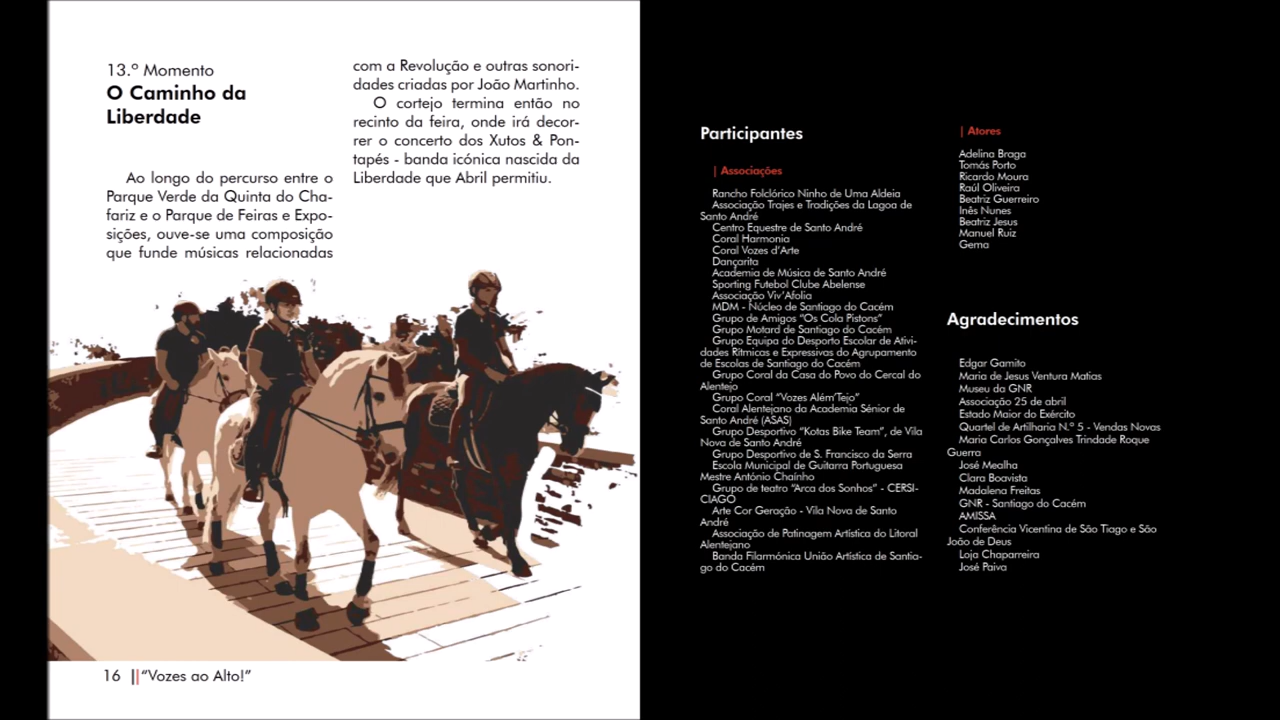 13.º Momento
O Caminho da
Liberdade
Ao longo do percurso entre o
Parque Verde da Quinta do Cha-
fariz e o Parque de Feiras e Expo-
sições, ouve-se uma composição
que funde músicas relacionadas
com a Revolução e outras sonori-
dades criadas por João Martinho.
O cortejo termina então no
recinto da feira, onde irá decor-
rer o concerto dos Xutos & Pon-
tapés - banda icónica nascida da
Liberdade que Abril permitiu.
16 ||“Vozes ao Alto!”
Participantes
| Associações
Rancho Folclórico Ninho de Uma Aldeia
Associação Trajes e Tradições da Lagoa de
Santo André
Centro Equestre de Santo André
Coral Harmonia
Coral Vozes d’Arte
Dançarita
Academia de Música de Santo André
Sporting Futebol Clube Abelense
Associação Viv’Afolia
MDM - Núcleo de Santiago do Cacém
Grupo de Amigos “Os Cola Pistons”
Grupo Motard de Santiago do Cacém
Grupo Equipa do Desporto Escolar de Ativi-
dades Rítmicas e Expressivas do Agrupamento
de Escolas de Santiago do Cacém
Grupo Coral da Casa do Povo do Cercal do
Alentejo
Grupo Coral “Vozes Além’Tejo”
Coral Alentejano da Academia Sénior de
Santo André (ASAS)
Grupo Desportivo “Kotas Bike Team”, de Vila
Nova de Santo André
Grupo Desportivo de S. Francisco da Serra
Escola Municipal de Guitarra Portuguesa
Mestre António Chaínho
Grupo de teatro “Arca dos Sonhos” - CERSI-
CIAGO
Arte Cor Geração - Vila Nova de Santo
André
Associação de Patinagem Artística do Litoral
Alentejano
Banda Filarmónica União Artística de Santia-
go do Cacém
| Atores
Adelina Braga
Tomás Porto
Ricardo Moura
Raúl Oliveira
Beatriz Guerreiro
Inês Nunes
Beatriz Jesus
Manuel Ruiz
Gema
Agradecimentos
Edgar Gamito
Maria de Jesus Ventura Matias
Museu da GNR
Associação 25 de abril
Estado Maior do Exército
Quartel de Artilharia N.º 5 - Vendas Novas
Maria Carlos Gonçalves Trindade Roque
Guerra
José Mealha
Clara Boavista
Madalena Freitas
GNR - Santiago do Cacém
AMISSA
Conferência Vicentina de São Tiago e São
João de Deus
Loja Chaparreira
José Paiva